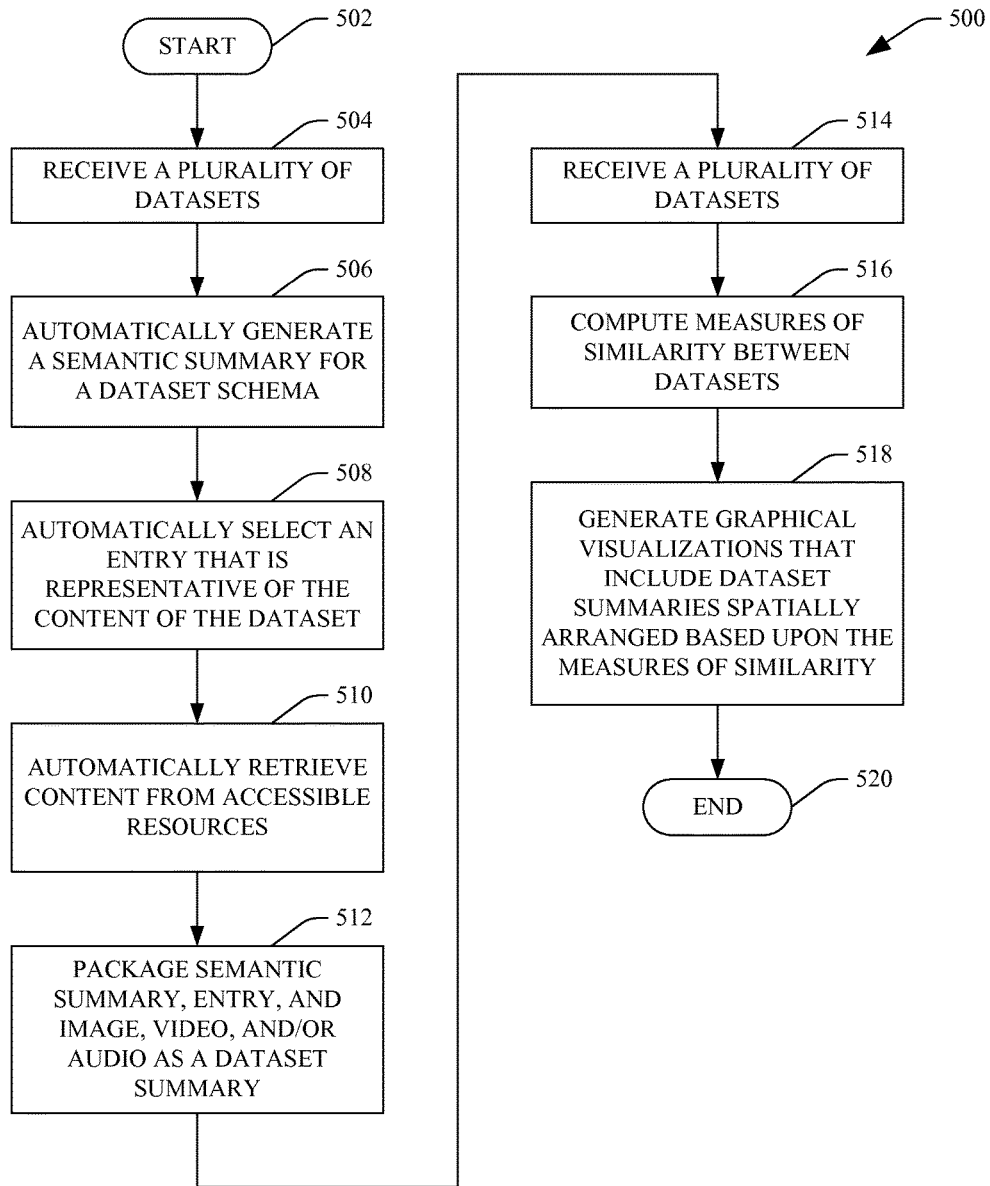 500
502
START
504
RECEIVE A PLURALITY OF
DATASETS
506
AUTOMATICALLY GENERATE
A SEMANTIC SUMMARY FOR
A DATASET SCHEMA
508
AUTOMATICALLY SELECT AN
ENTRY THAT IS
REPRESENTATIVE OF THE
CONTENT OF THE DATASET
510
AUTOMATICALLY RETRIEVE
CONTENT FROM ACCESSIBLE
RESOURCES
512
PACKAGE SEMANTIC
SUMMARY, ENTRY, AND
IMAGE, VIDEO, AND/OR
AUDIO AS A DATASET
SUMMARY
514
RECEIVE A PLURALITY OF
DATASETS
516
COMPUTE MEASURES OF
SIMILARITY BETWEEN
DATASETS
518
GENERATE GRAPHICAL
VISUALIZATIONS THAT
INCLUDE DATASET
SUMMARIES SPATIALLY
ARRANGED BASED UPON THE
MEASURES OF SIMILARITY
520
END